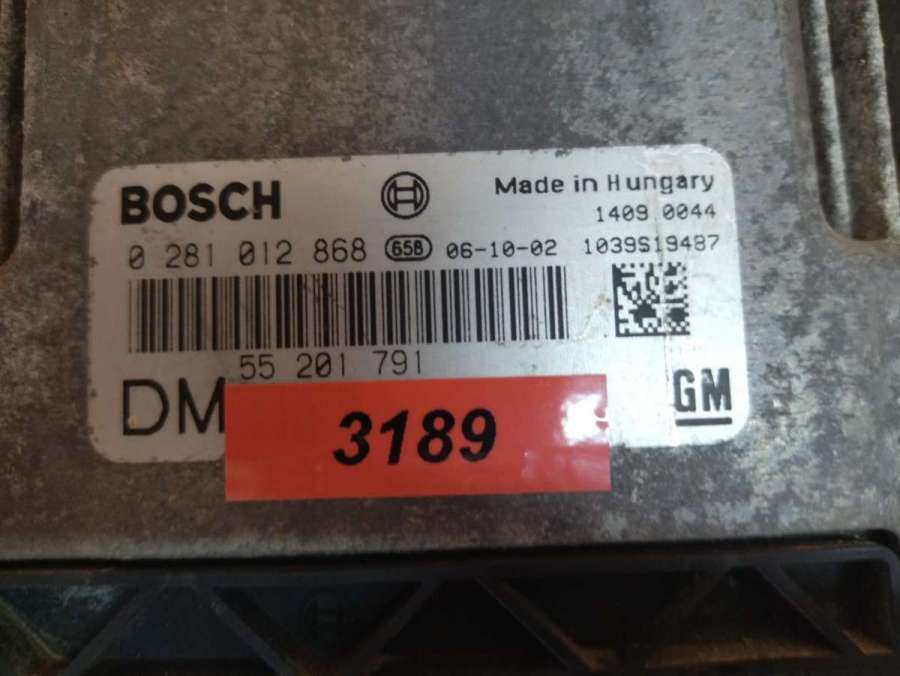 BOSCH Made in Hungary
1409 0044
0 281 012 868 658 06-10-02 1039S19487
55 201 791
DM GM
3189